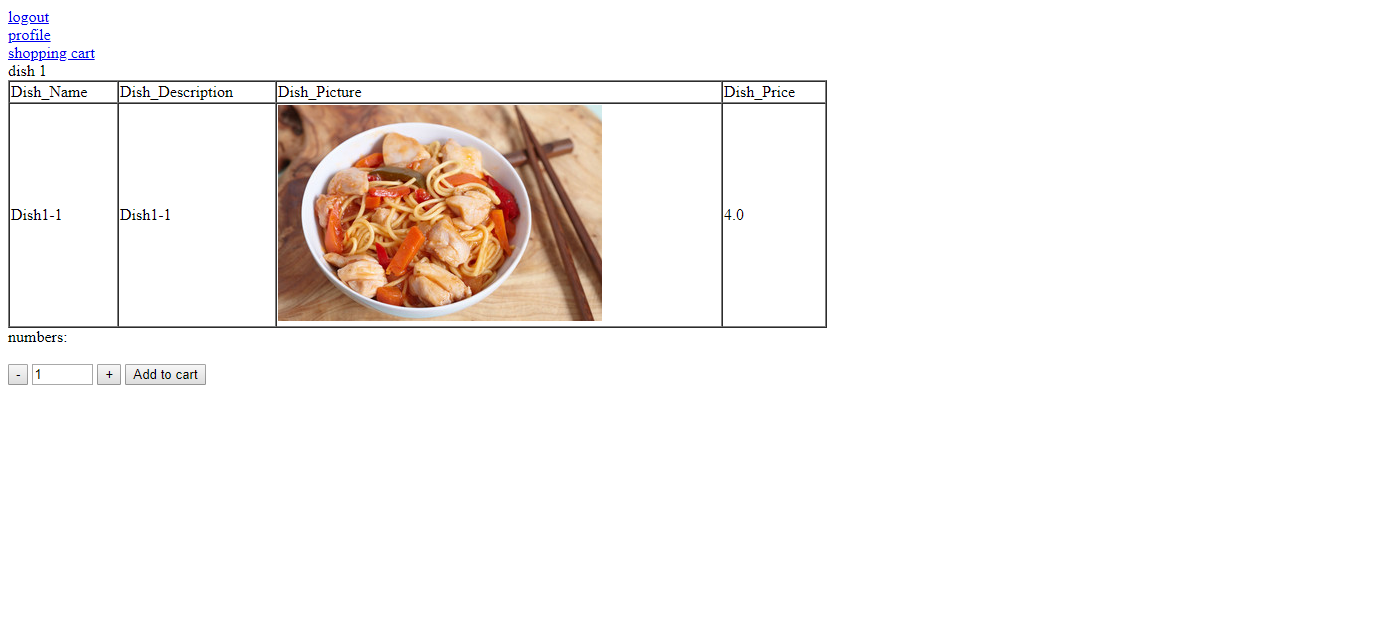 logout
profile
shopping cart
dish 1
Dish_Name Dish_Description Dish_Picture Dish_Price
Dish1-1 Dish1-1 4.0
numbers:
- 1 + Add to cart